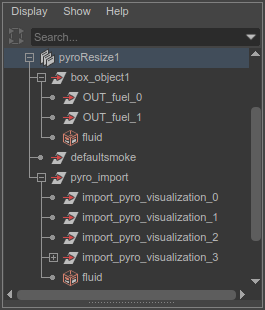 Display Show Help
Search...
pyroResize1
box_object1
OUT_fuel_0
OUT_fuel_1
fluid
defaultsmoke
pyro_import
import_pyro_visualization_0
import_pyro_visualization_1
import_pyro_visualization_2
import_pyro_visualization_3
fluid